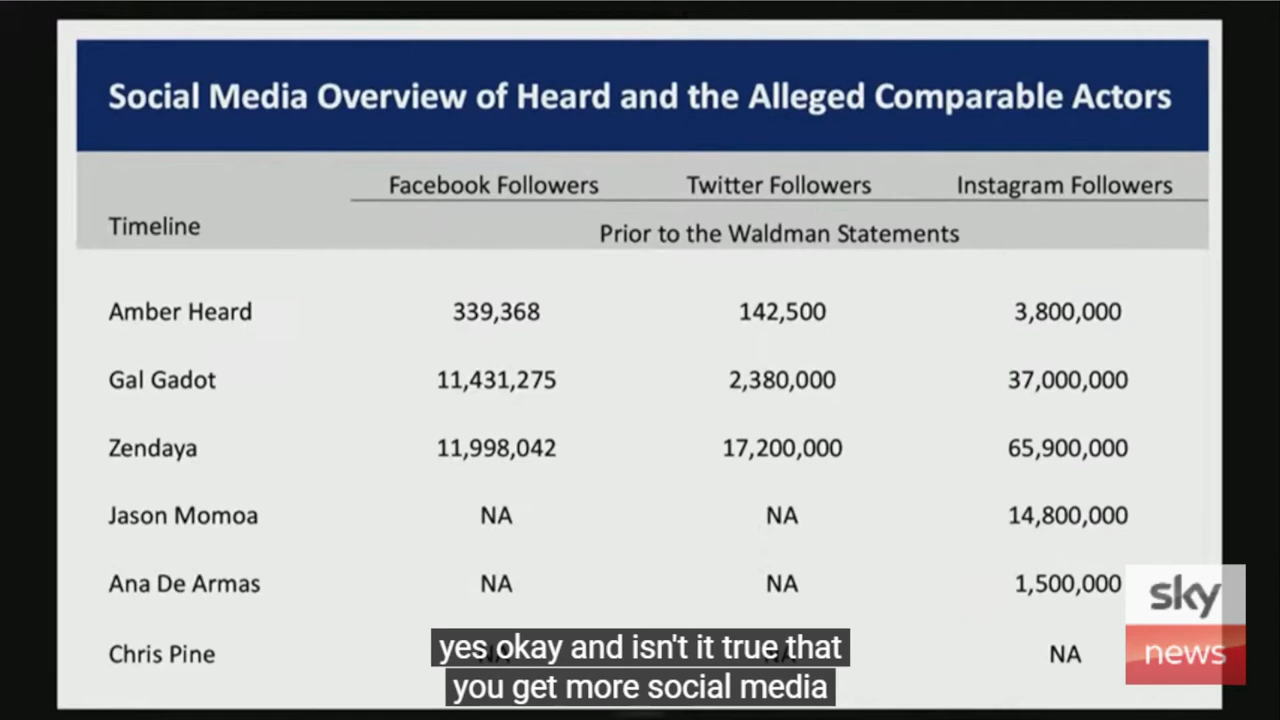 Social Media Overview of Heard and the Alleged Comparable Actors
Facebook Followers Twitter Followers Instagram Followers
Timeline Prior to the Waldman Statements
Amber Heard 339,368 142,500 3,800,000
Gal Gadot 11,431,275 2,380,000 37,000,000
Zendaya 11,998,042 17,200,000 65,900,000
Jason Momoa NA NA 14,800,000
Ana De Armas NA NA 1,500,000
Chris Pine NA
yes okay and isn't it true that
you get more social media
sky
news